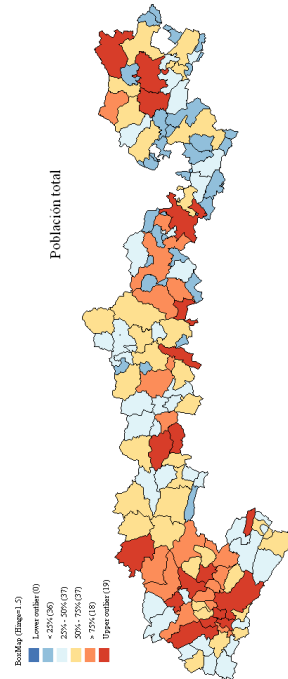 Población total
BoxMap (Hinge=1.5)
Lower outlier (0)
< 25% (36)
25% - 50% (37)
50% - 75% (37)
> 75% (18)
Upper outlier (19)